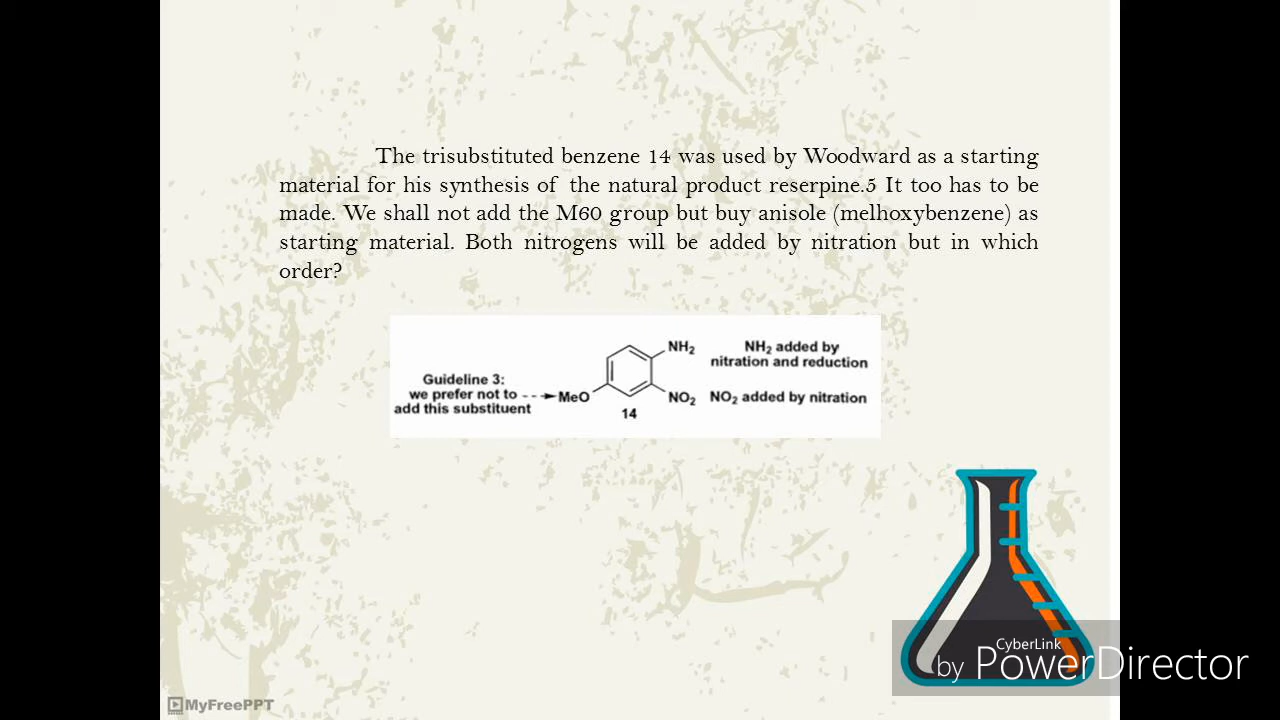 The trisubstituted benzene 14 was used by Woodward as a starting
material for his synthesis of the natural product reserpine.5 It too has to be
made. We shall not add the M60 group but buy anisole (melhoxybenzene) as
starting material. Both nitrogens will be added by nitration but in which
order?
Guideline 3:
we prefer not to
add this substituent
MeO
NH2
NO2
14
NH2 added by
nitration and reduction
NO2 added by nitration
CyberLink
by PowerDirector
MyFreePPT